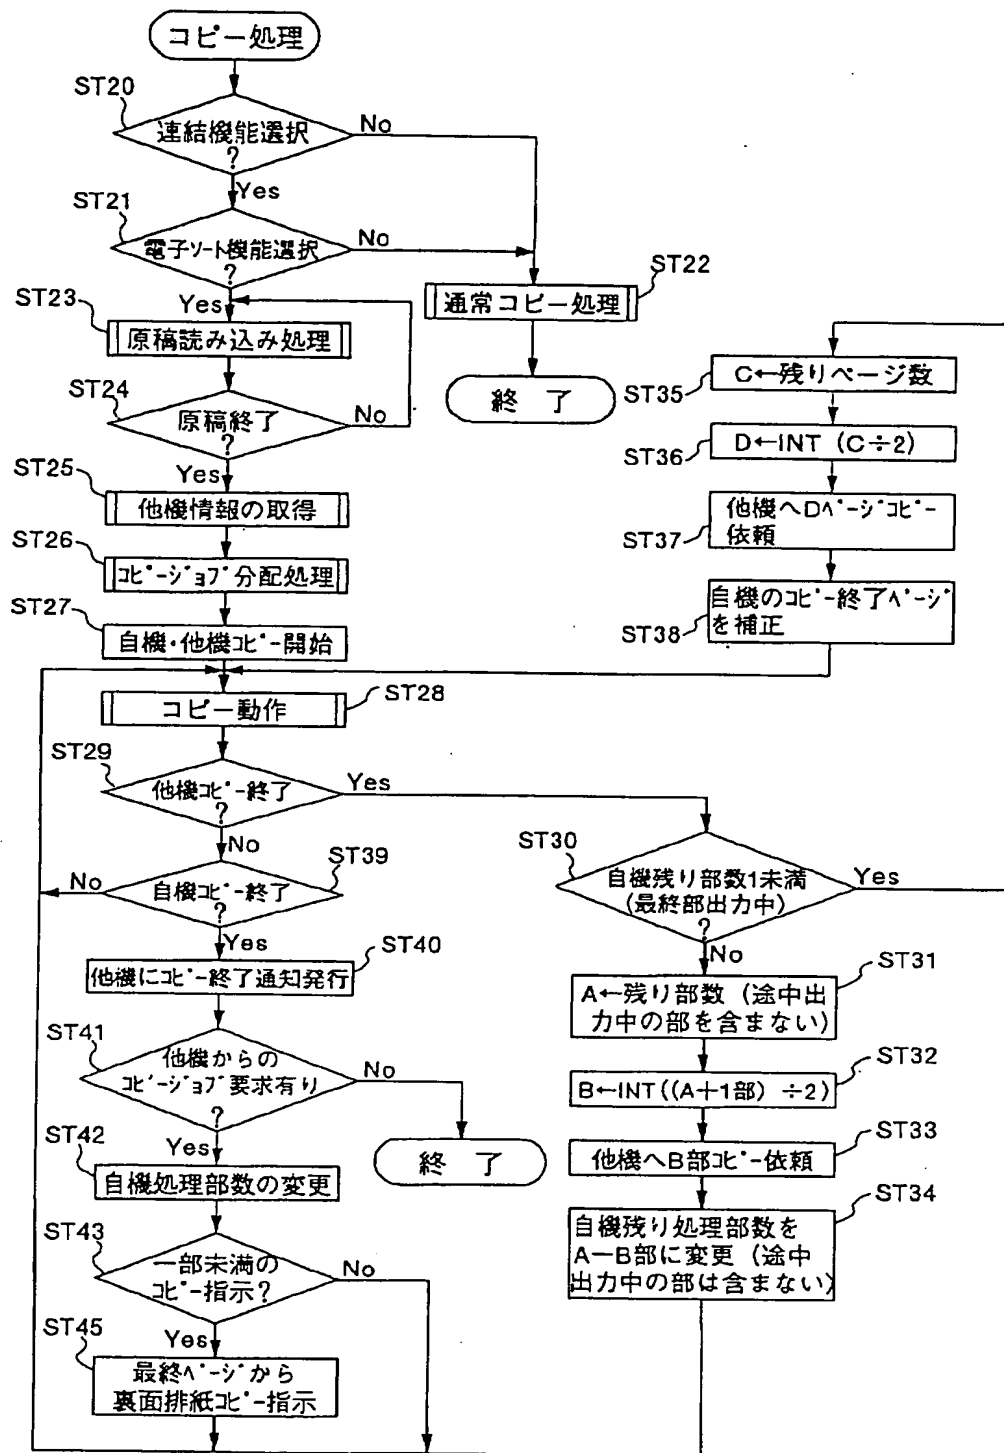 コピー処理
ST20
連結機能選択
?
No
Yes
ST21
電子ソート機能選択
?
No
Yes
ST22
通常コピー処理
終 了
ST23
原稿読み込み処理
ST24
原稿終了
?
No
Yes
ST25
他機情報の取得
ST26
コピージョブ分配処理
ST27
自機・他機コピー開始
ST28
コピー動作
ST29
他機コピー終了
?
Yes
No
ST39
自機コピー終了
?
No
Yes
ST40
他機にコピー終了通知発行
ST41
他機からの
コピージョブ要求有り
?
No
終 了
Yes
ST42
自機処理部数の変更
ST43
一部未満の
コピー指示?
No
Yes
ST45
最終ページから
裏面排紙コピー指示
ST30
自機残り部数1未満
(最終部出力中)
?
Yes
No
ST31
A←残り部数(途中出
力中の部を含まない)
ST32
B←INT((A+1部)÷2)
ST33
他機へB部コピー依頼
ST34
自機残り処理部数を
A−B部に変更(途中
出力中の部は含まない)
ST35
C←残りページ数
ST36
D←INT(C÷2)
ST37
他機へDページコピー
依頼
ST38
自機のコピー終了ページ
を補正